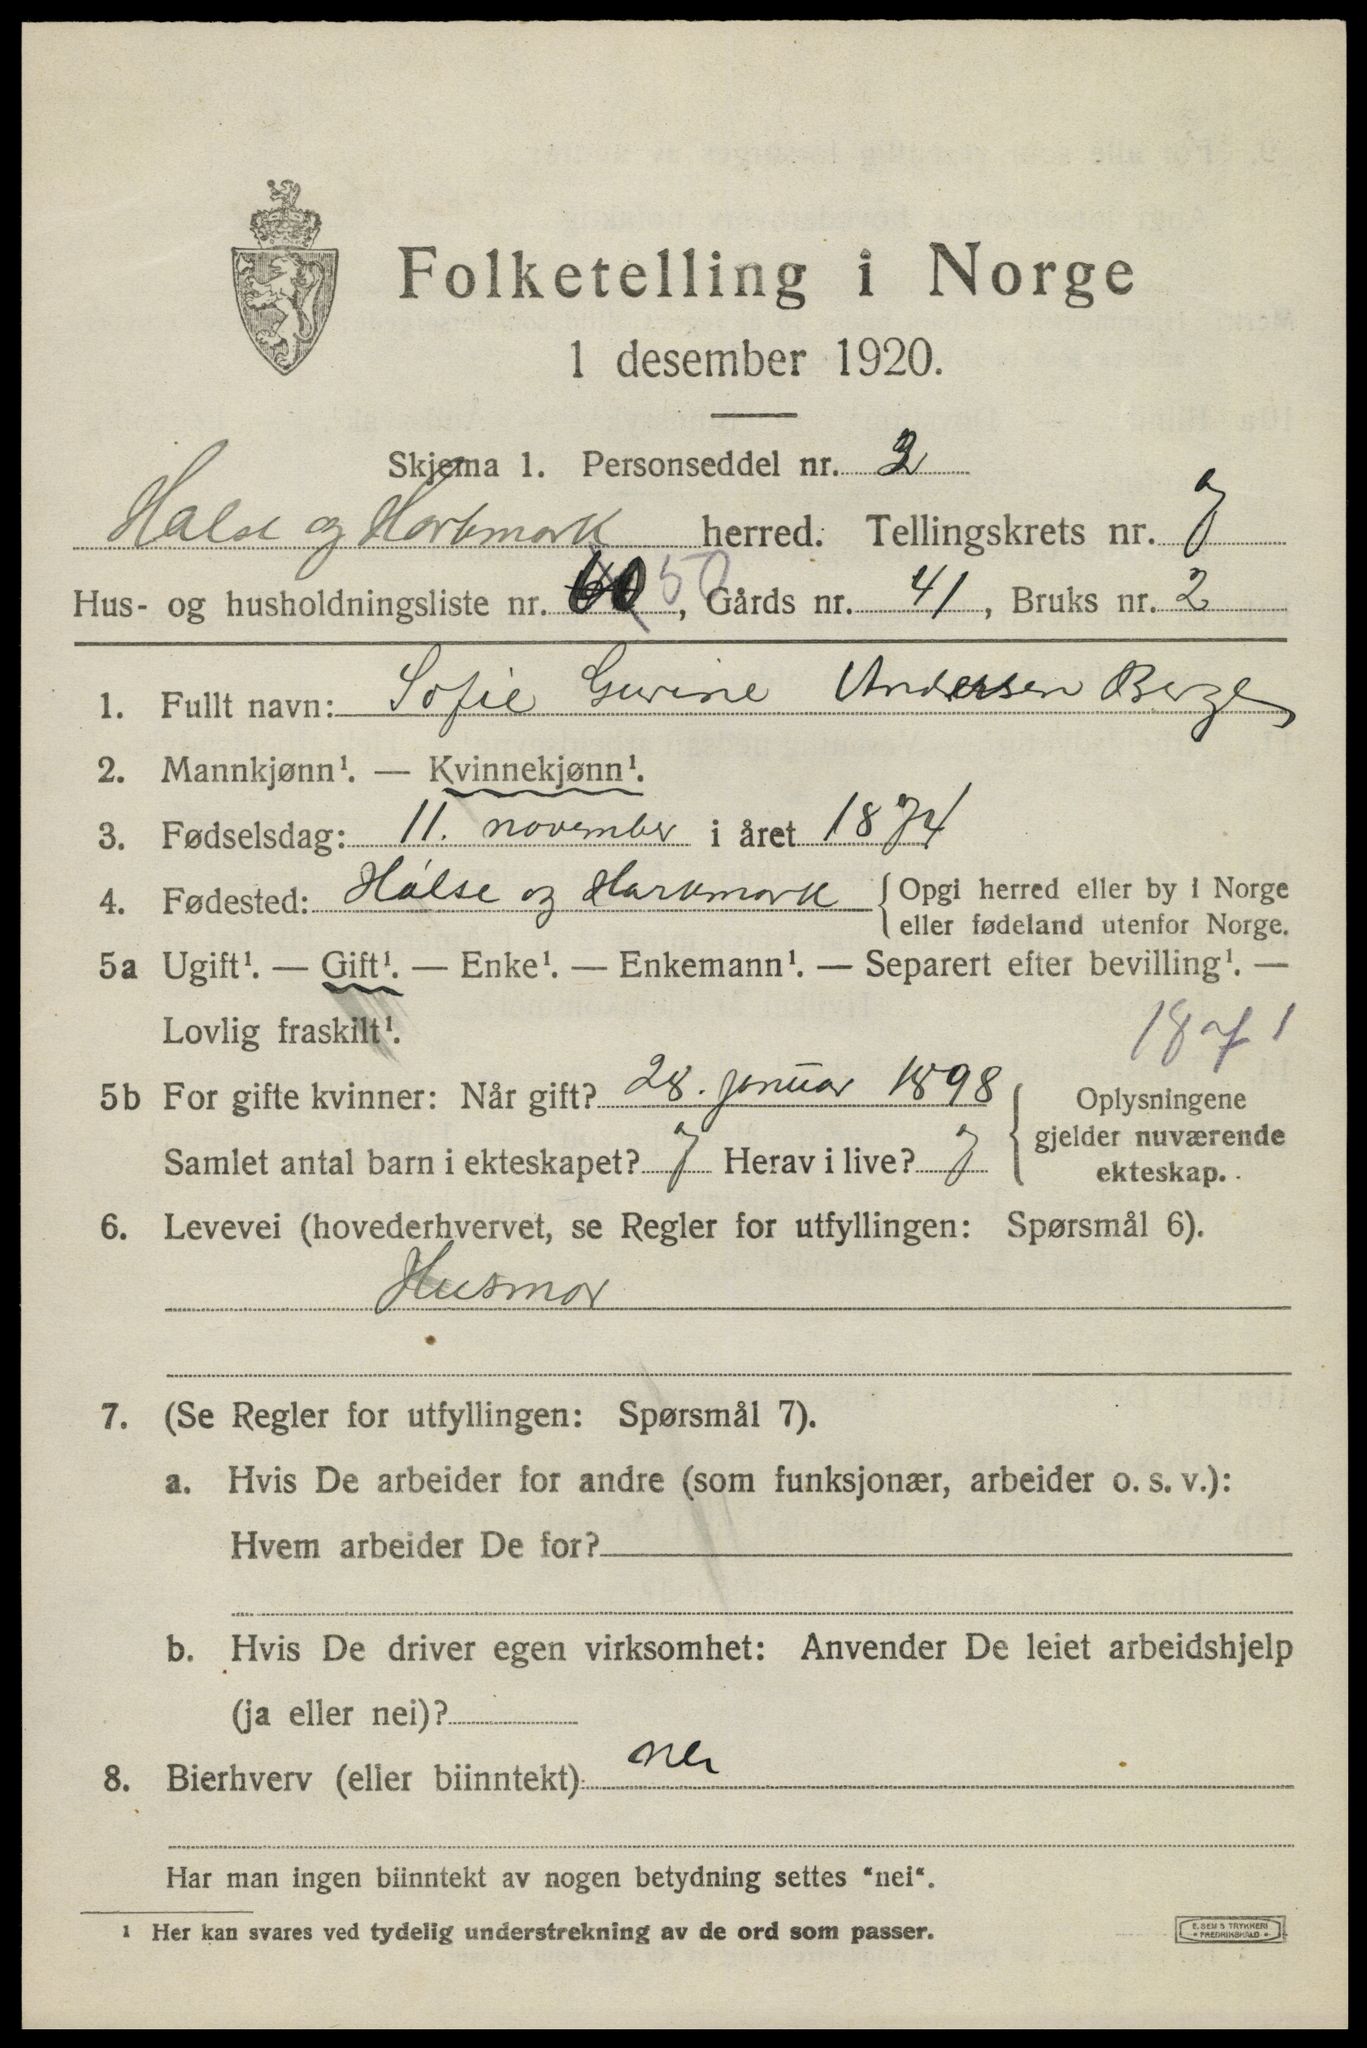 Folketelling i Norge
1 desember 1920.
Skjema 1. Personseddel nr. 2
Halse og Harkmark herred. Tellingskrets nr. 7
Hus- og husholdningsliste nr. 60 50, Gårds nr. 41, Bruks nr. 2
1. Fullt navn: Sofie Gurine Andersen Berge
2. Mannkjønn¹. — Kvinnekjønn¹.
3. Fødselsdag: 11. november i året 1874
4. Fødested: Halse og Harkmark { Opgi herred eller by i Norge
eller fødeland utenfor Norge.
5a Ugift¹. — Gift¹. — Enke¹. — Enkemann¹. — Separert efter bevilling¹. —
Lovlig fraskilt¹.
1871
5b For gifte kvinner: Når gift? 28. januar 1898 { Oplysningene
gjelder nuværende
ekteskap.
Samlet antal barn i ekteskapet? 7 Herav i live? 7
6. Levevei (hovederhvervet, se Regler for utfyllingen: Spørsmål 6).
Husmor
7. (Se Regler for utfyllingen: Spørsmål 7).
a. Hvis De arbeider for andre (som funksjonær, arbeider o. s. v.):
Hvem arbeider De for?
b. Hvis De driver egen virksomhet: Anvender De leiet arbeidshjelp
(ja eller nei)?
8. Bierhverv (eller biinntekt) nei
Har man ingen biinntekt av nogen betydning settes "nei".
¹ Her kan svares ved tydelig understrekning av de ord som passer.
E. SEM'S TRYKKERI
* FREDRIKSHALD *